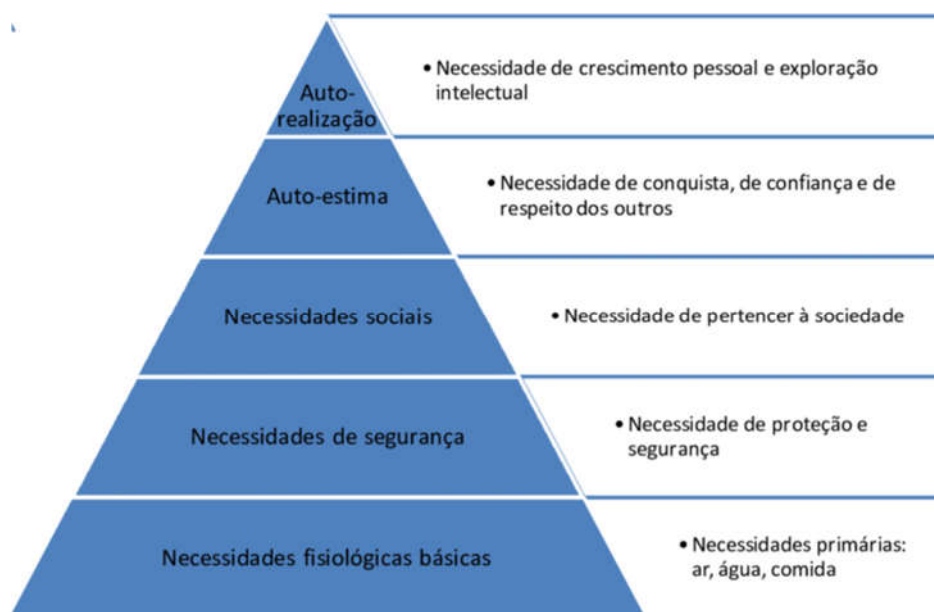 Auto-
realização
• Necessidade de crescimento pessoal e exploração
intelectual
Auto-estima
• Necessidade de conquista, de confiança e de
respeito dos outros
Necessidades sociais
• Necessidade de pertencer à sociedade
Necessidades de segurança
• Necessidade de proteção e
segurança
Necessidades fisiológicas básicas
• Necessidades primárias:
ar, água, comida